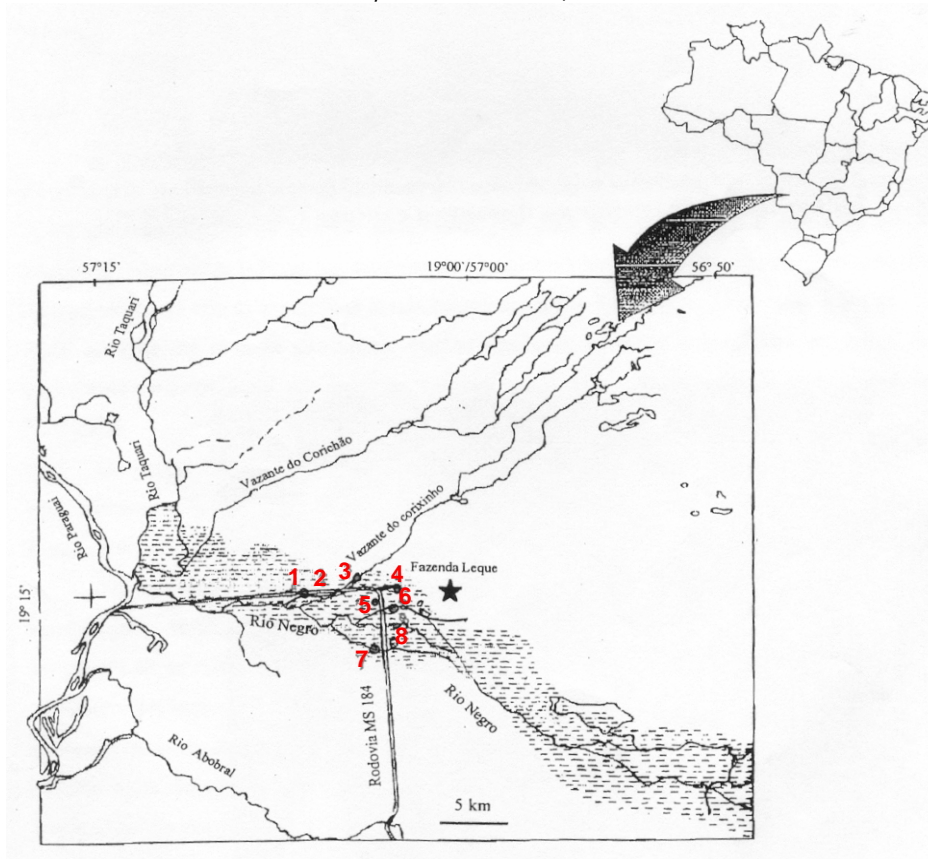 57°15'
19°00'/57°00'
56° 50'
Rio Taquari
Rio Taquari
Vazante do Corichão
Rio Paraguai
Vazante do corixinho
Fazenda Leque
19° 15'
1
2
3
4
5
6
7
8
Rio Negro
Rio Negro
Rodovia MS 184
Rio Abobral
5 km